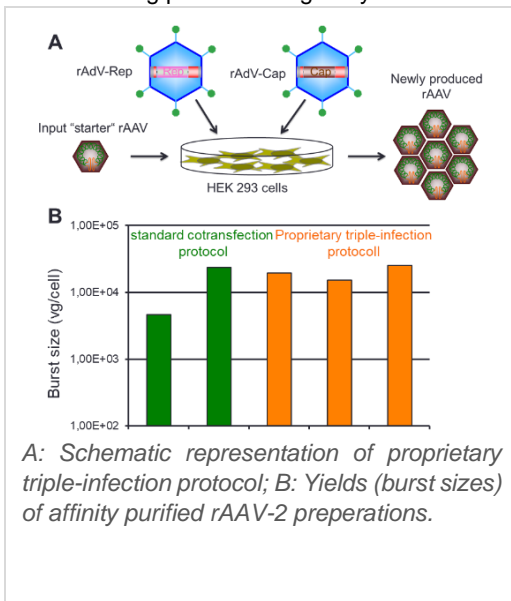 A
rAdV-Rep
Rep
rAdV-Cap
Cap
Newly produced
rAAV
Input "starter" rAAV
HEK 293 cells
B
1,00E+05
standard cotransfection
protocol
Proprietary triple-infection
protocoll
1,00E+04
1,00E+03
1,00E+02
Burst size (vg/cell)
A: Schematic representation of proprietary
triple-infection protocol; B: Yields (burst sizes)
of affinity purified rAAV-2 preperations.